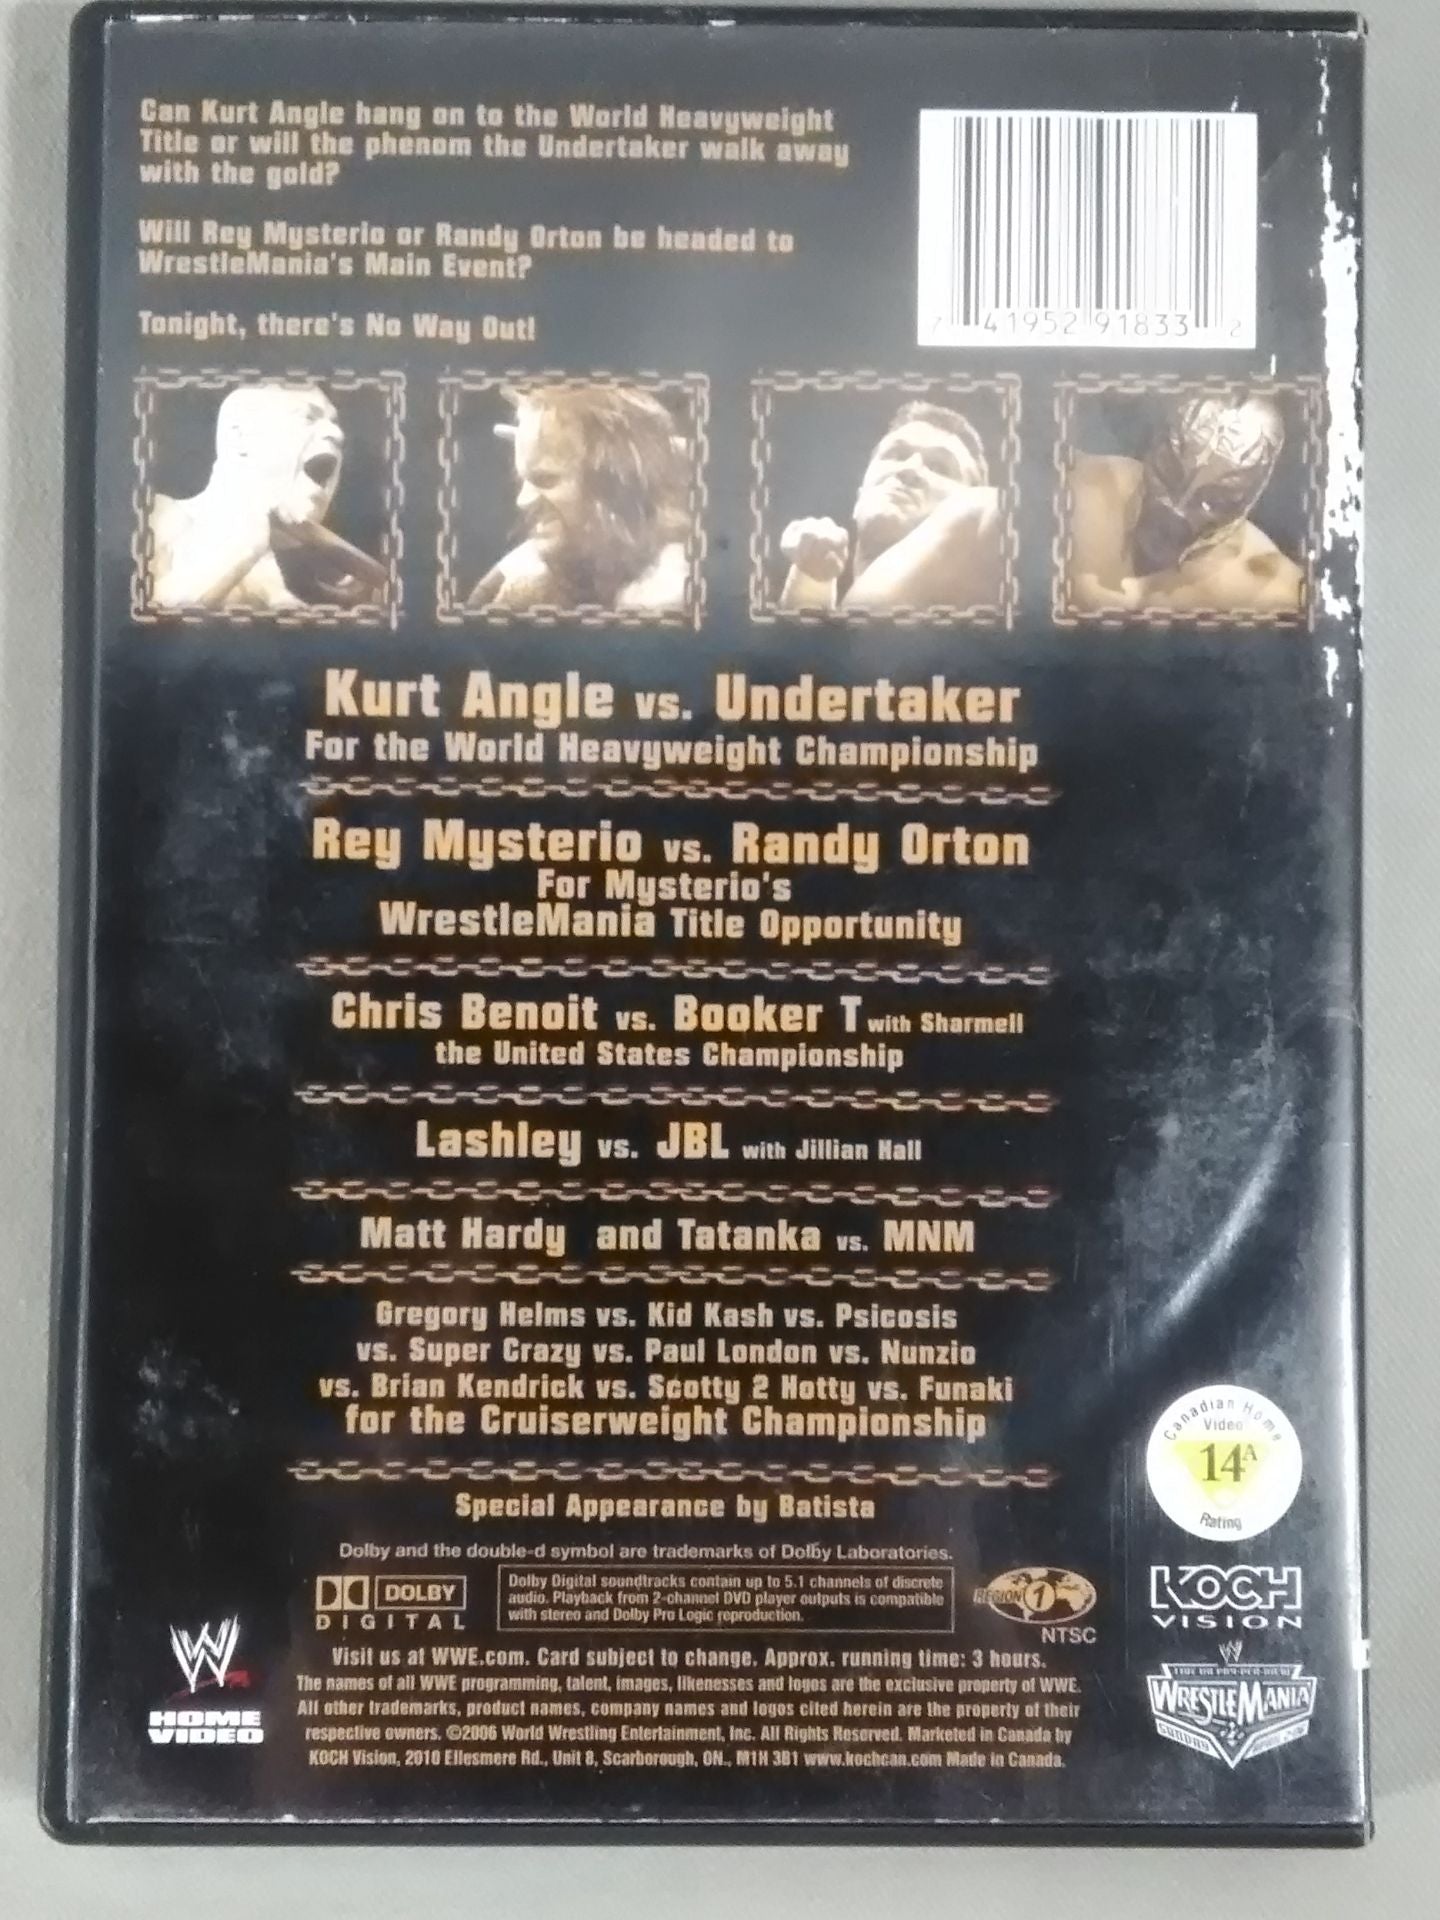 Can Kurt Angle hang on to the World Heavyweight
Title or will the phenom the Undertaker walk away
with the gold?
Will Rey Mysterio or Randy Orton be headed to
WrestleMania's Main Event?
Tonight, there's No Way Out!
7 41952 91833 2
Kurt Angle vs. Undertaker
For the World Heavyweight Championship
Rey Mysterio vs. Randy Orton
For Mysterio's
WrestleMania Title Opportunity
Chris Benoit vs. Booker T with Sharmell
the United States Championship
Lashley vs. JBL with Jillian Hall
Matt Hardy and Tatanka vs. MNM
Gregory Helms vs. Kid Kash vs. Psicosis
vs. Super Crazy vs. Paul London vs. Nunzio
vs. Brian Kendrick vs. Scotty 2 Hotty vs. Funaki
for the Cruiserweight Championship
Special Appearance by Batista
Canadian Home
Video
14A
Rating
Dolby and the double-d symbol are trademarks of Dolby Laboratories.
DOLBY
DIGITAL
Dolby Digital soundtracks contain up to 5.1 channels of discrete
audio. Playback from 2-channel DVD player outputs is compatible
with stereo and Dolby Pro Logic reproduction.
REGION 1
NTSC
KOCH
VISION
W
HOME
VIDEO
Visit us at WWE.com. Card subject to change. Approx. running time: 3 hours.
The names of all WWE programming, talent, images, likenesses and logos are the exclusive property of WWE.
All other trademarks, product names, company names and logos cited herein are the property of their
respective owners. ©2006 World Wrestling Entertainment, Inc. All Rights Reserved. Marketed in Canada by
KOCH Vision, 2010 Ellesmere Rd., Unit 8, Scarborough, ON., M1H 3B1 www.kochcan.com Made in Canada.
LIVE ON PAY-PER-VIEW
WRESTLEMANIA
22
SUNDAY